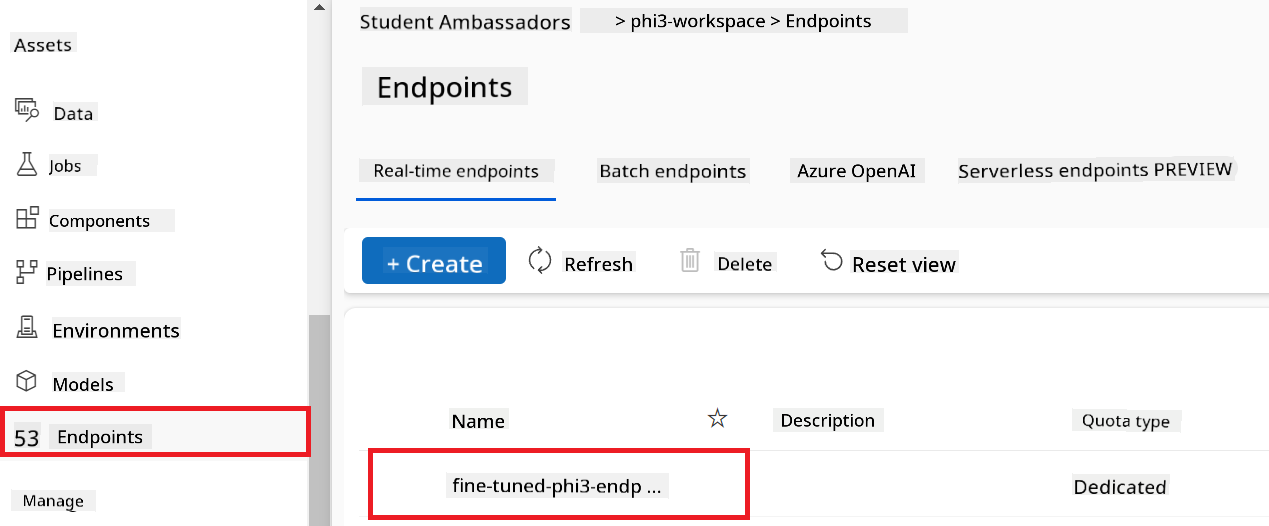 Assets
Data
Jobs
Components
Pipelines
Environments
Models
53 Endpoints
Manage
Student Ambassadors > phi3-workspace > Endpoints
Endpoints
Real-time endpoints Batch endpoints Azure OpenAI Serverless endpoints PREVIEW
+ Create Refresh Delete Reset view
Name Description Quota type
fine-tuned-phi3-endp ... Dedicated